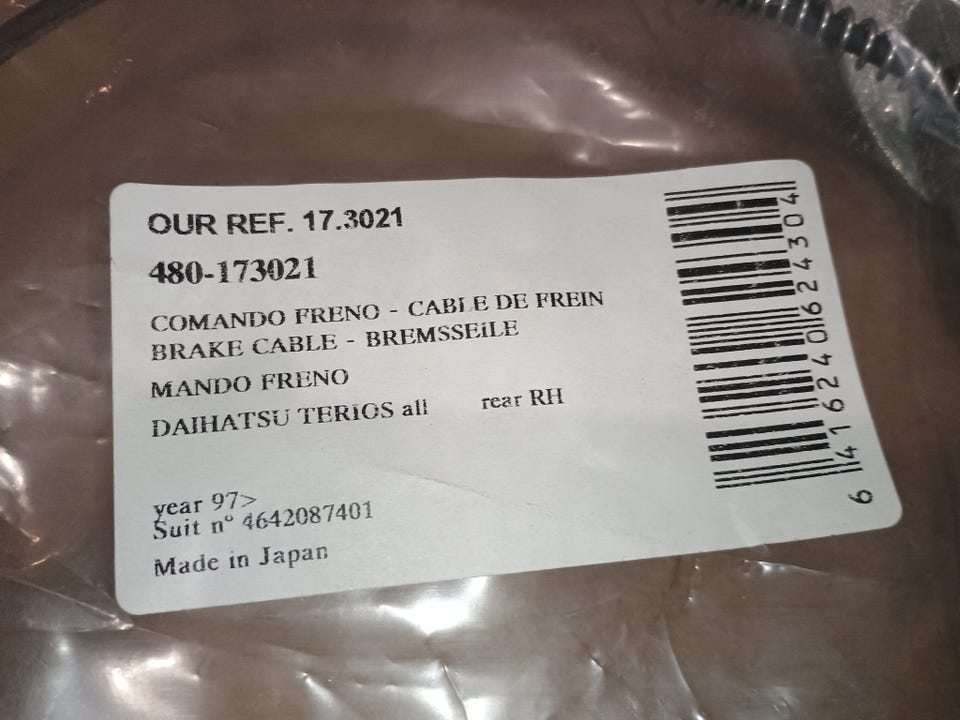 OUR REF. 17.3021
480-173021
COMANDO FRENO - CABLE DE FREIN
BRAKE CABLE - BREMSSEILE
MANDO FRENO
DAIHATSU TERIOS all rear RH
year 97>
Suit n° 4642087401
Made in Japan
6 416240 624304